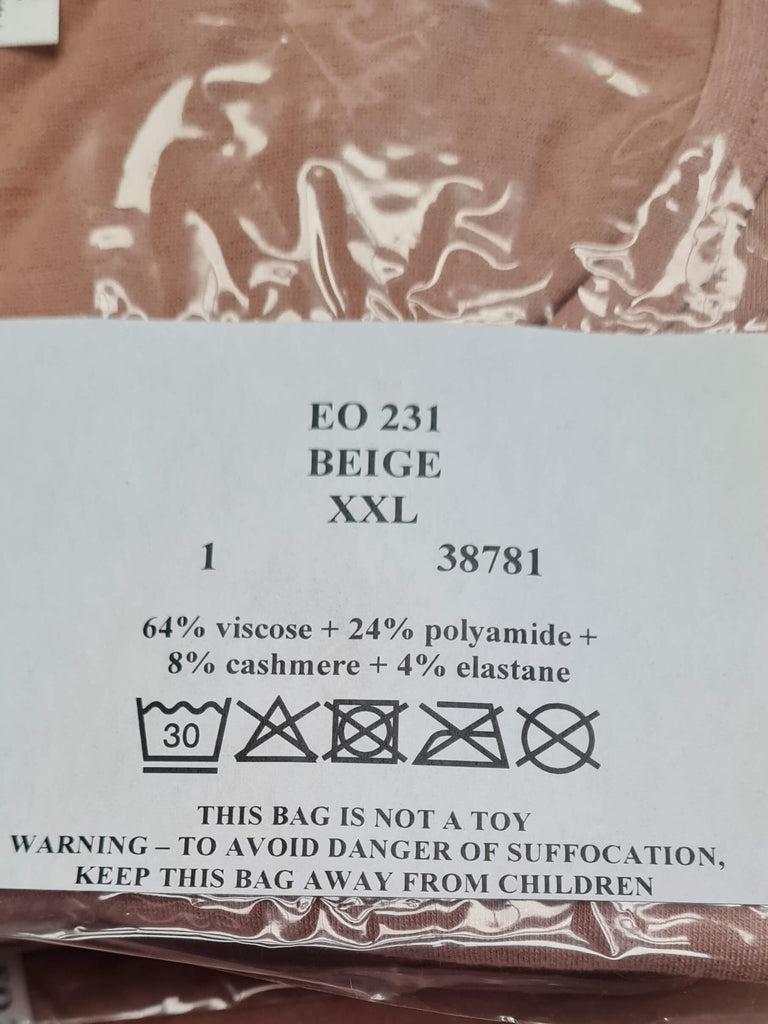 EO 231
BEIGE
XXL
1 38781
64% viscose + 24% polyamide +
8% cashmere + 4% elastane
30
THIS BAG IS NOT A TOY
WARNING – TO AVOID DANGER OF SUFFOCATION,
KEEP THIS BAG AWAY FROM CHILDREN